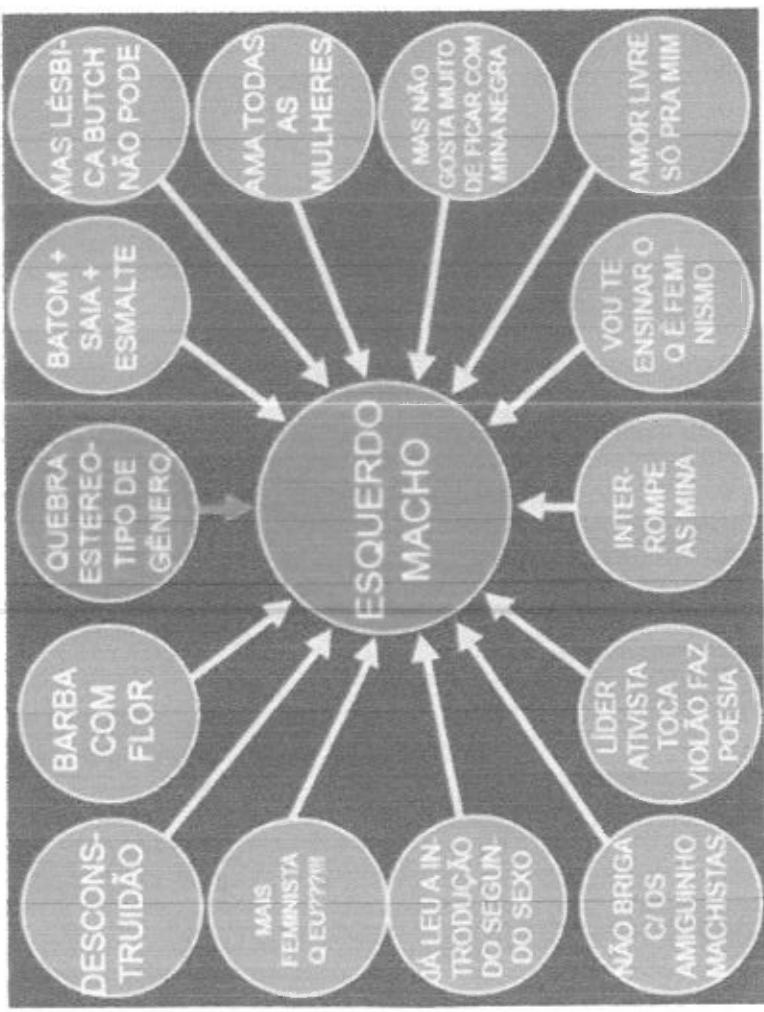 DESCONS-
TRUIDÃO
BARBA
COM
FLOR
QUEBRA
ESTEREO-
TIPO DE
GÊNERO
BATOM +
SAIA +
ESMALTE
MAS LÉSBI-
CA BUTCH
NÃO PODE
MAIS
FEMINISTA
Q EU???!!!
AMA TODAS
AS
MULHERES
ESQUERDO
MACHO
JÁ LEU A IN-
TRODUÇÃO
DO SEGUN-
DO SEXO
MAS NÃO
GOSTA MUITO
DE FICAR COM
MINA NEGRA
NÃO BRIGA
C/ OS
AMIGUINHO
MACHISTAS
LÍDER
ATIVISTA
TOCA
VIOLÃO FAZ
POESIA
INTER-
ROMPE
AS MINA
VOU TE
ENSINAR O
Q É FEMI-
NISMO
AMOR LIVRE
SÓ PRA MIM